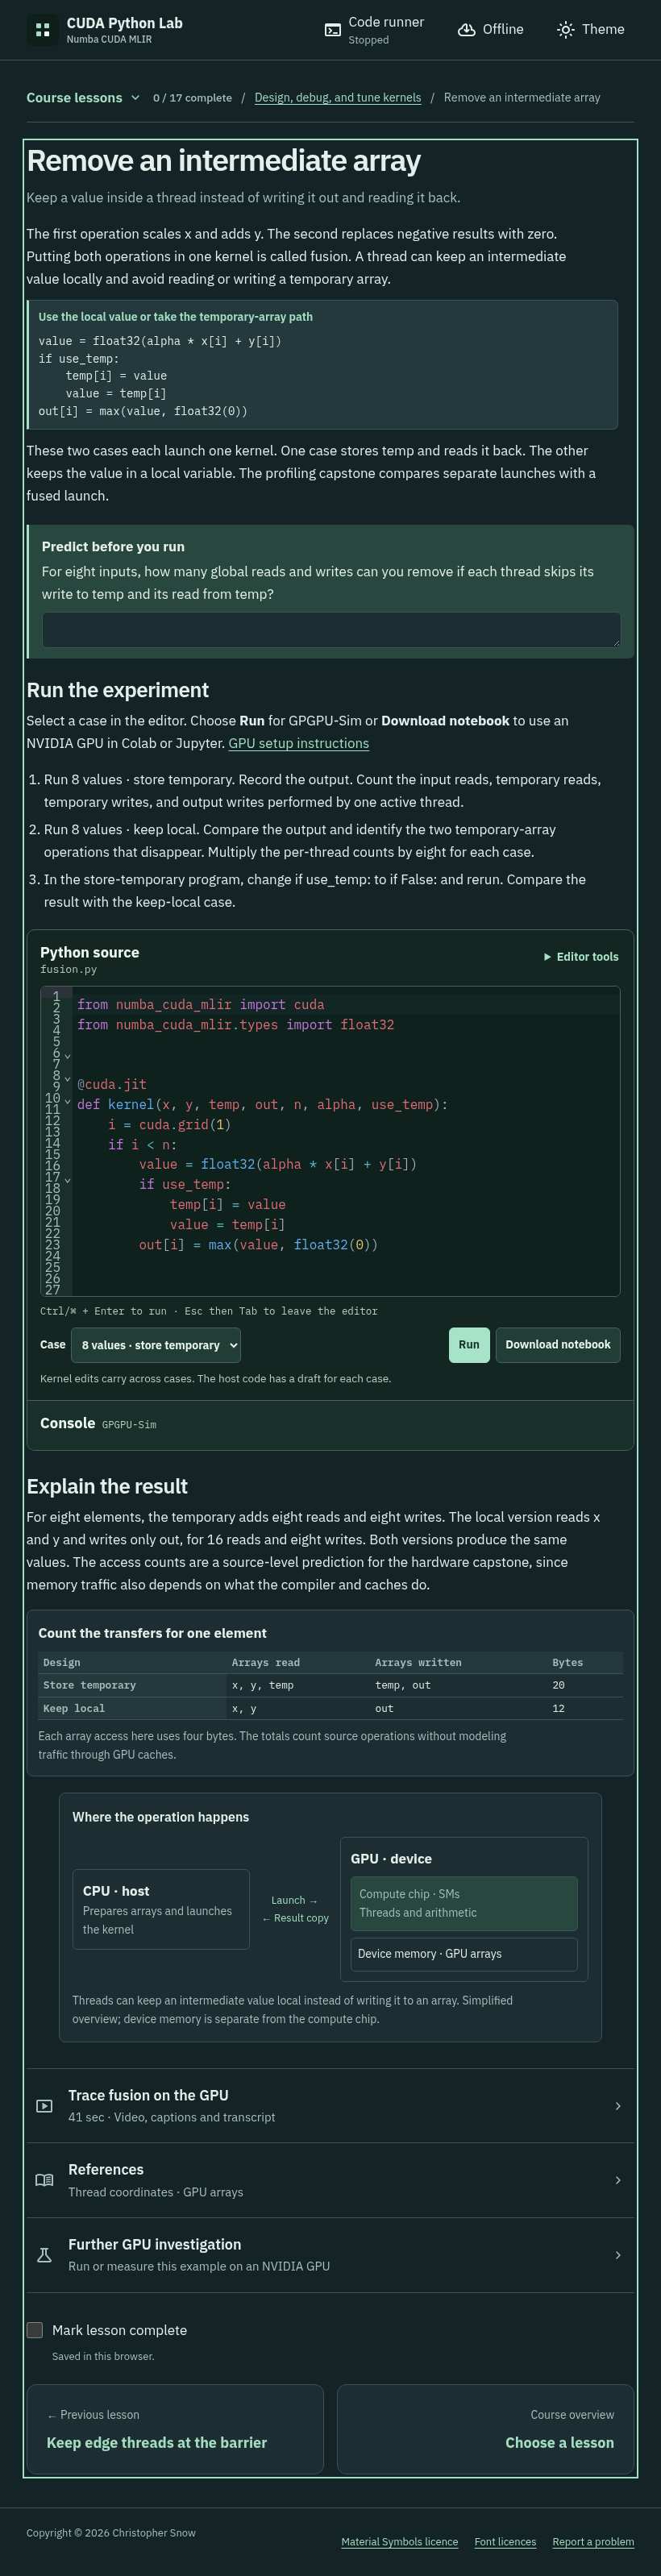 CUDA Python Lab
Numba CUDA MLIR
Code runner
Stopped
Offline
Theme
Course lessons
0 / 17 complete / Design, debug, and tune kernels / Remove an intermediate array
Remove an intermediate array
Keep a value inside a thread instead of writing it out and reading it back.
The first operation scales x and adds y. The second replaces negative results with zero.
Putting both operations in one kernel is called fusion. A thread can keep an intermediate
value locally and avoid reading or writing a temporary array.
Use the local value or take the temporary-array path
value = float32(alpha * x[i] + y[i])
if use_temp:
    temp[i] = value
    value = temp[i]
out[i] = max(value, float32(0))
These two cases each launch one kernel. One case stores temp and reads it back. The other
keeps the value in a local variable. The profiling capstone compares separate launches with a
fused launch.
Predict before you run
For eight inputs, how many global reads and writes can you remove if each thread skips its
write to temp and its read from temp?
Run the experiment
Select a case in the editor. Choose Run for GPGPU-Sim or Download notebook to use an
NVIDIA GPU in Colab or Jupyter. GPU setup instructions
1. Run 8 values · store temporary. Record the output. Count the input reads, temporary reads,
temporary writes, and output writes performed by one active thread.
2. Run 8 values · keep local. Compare the output and identify the two temporary-array
operations that disappear. Multiply the per-thread counts by eight for each case.
3. In the store-temporary program, change if use_temp: to if False: and rerun. Compare the
result with the keep-local case.
Python source
fusion.py
▶ Editor tools
1
2
3
4
5
6
7
8
9
10
11
12
13
14
15
16
17
18
19
20
21
22
23
24
25
26
27
from numba_cuda_mlir import cuda
from numba_cuda_mlir.types import float32
@cuda.jit
def kernel(x, y, temp, out, n, alpha, use_temp):
    i = cuda.grid(1)
    if i < n:
        value = float32(alpha * x[i] + y[i])
        if use_temp:
            temp[i] = value
            value = temp[i]
        out[i] = max(value, float32(0))
Ctrl/⌘ + Enter to run · Esc then Tab to leave the editor
Case
8 values · store temporary
Run
Download notebook
Kernel edits carry across cases. The host code has a draft for each case.
Console GPGPU-Sim
Explain the result
For eight elements, the temporary adds eight reads and eight writes. The local version reads x
and y and writes only out, for 16 reads and eight writes. Both versions produce the same
values. The access counts are a source-level prediction for the hardware capstone, since
memory traffic also depends on what the compiler and caches do.
Count the transfers for one element
Design Arrays read Arrays written Bytes
Store temporary x, y, temp temp, out 20
Keep local x, y out 12
Each array access here uses four bytes. The totals count source operations without modeling
traffic through GPU caches.
Where the operation happens
CPU · host
Prepares arrays and launches
the kernel
Launch →
← Result copy
GPU · device
Compute chip · SMs
Threads and arithmetic
Device memory · GPU arrays
Threads can keep an intermediate value local instead of writing it to an array. Simplified
overview; device memory is separate from the compute chip.
Trace fusion on the GPU
41 sec · Video, captions and transcript
References
Thread coordinates · GPU arrays
Further GPU investigation
Run or measure this example on an NVIDIA GPU
Mark lesson complete
Saved in this browser.
← Previous lesson
Keep edge threads at the barrier
Course overview
Choose a lesson
Copyright © 2026 Christopher Snow
Material Symbols licence
Font licences
Report a problem